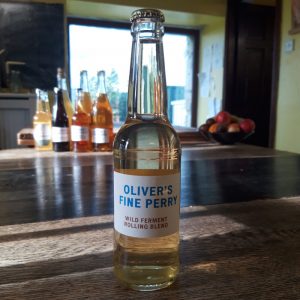 OLIVER'S
FINE PERRY
WILD FERMENT
ROLLING BLEND